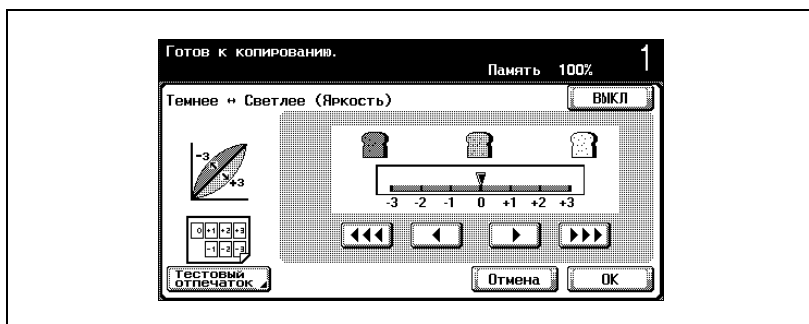 Готов к копированию.
1
Память 100%
Темнее ↔ Светлее (Яркость)
ВЫКЛ
-3
+3
-3 -2 -1 0 +1 +2 +3
0 +1 +2 +3
-1 -2 -3
Тестовый
отпечаток
Отмена
OK